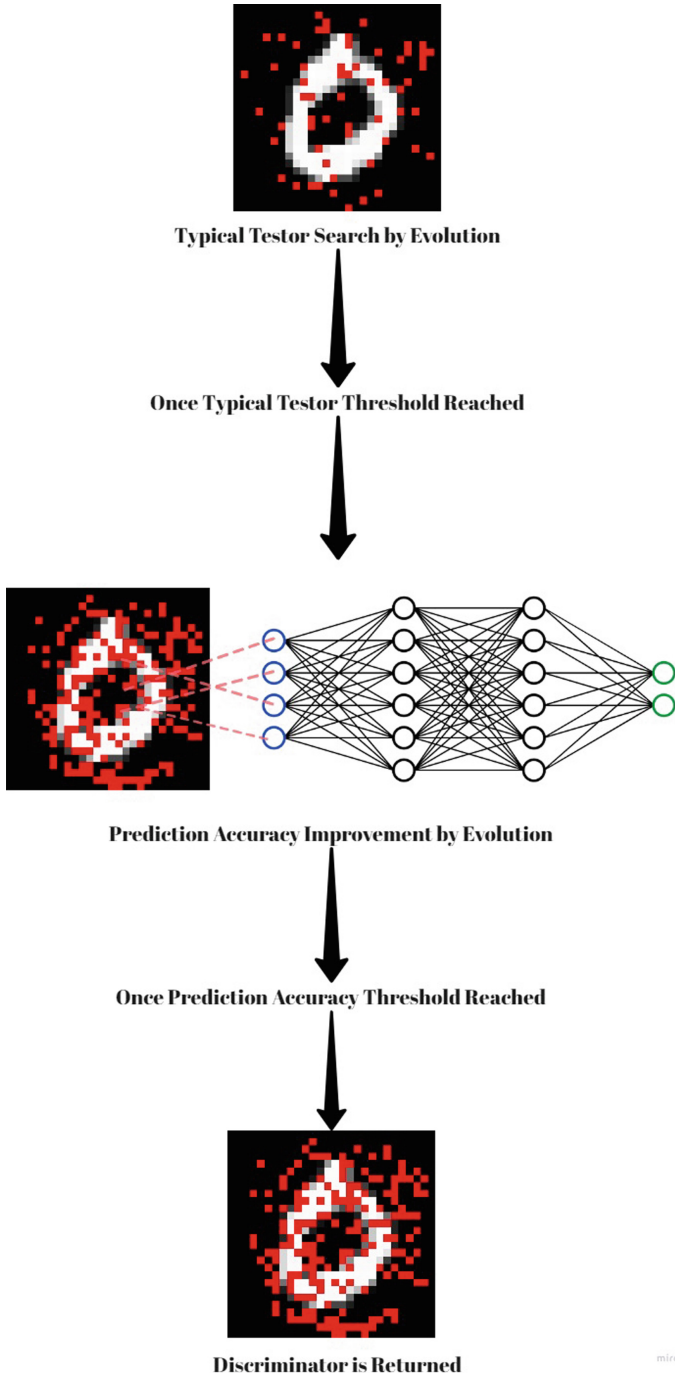 Typical Testor Search by Evolution
Once Typical Testor Threshold Reached
Prediction Accuracy Improvement by Evolution
Once Prediction Accuracy Threshold Reached
Discriminator is Returned